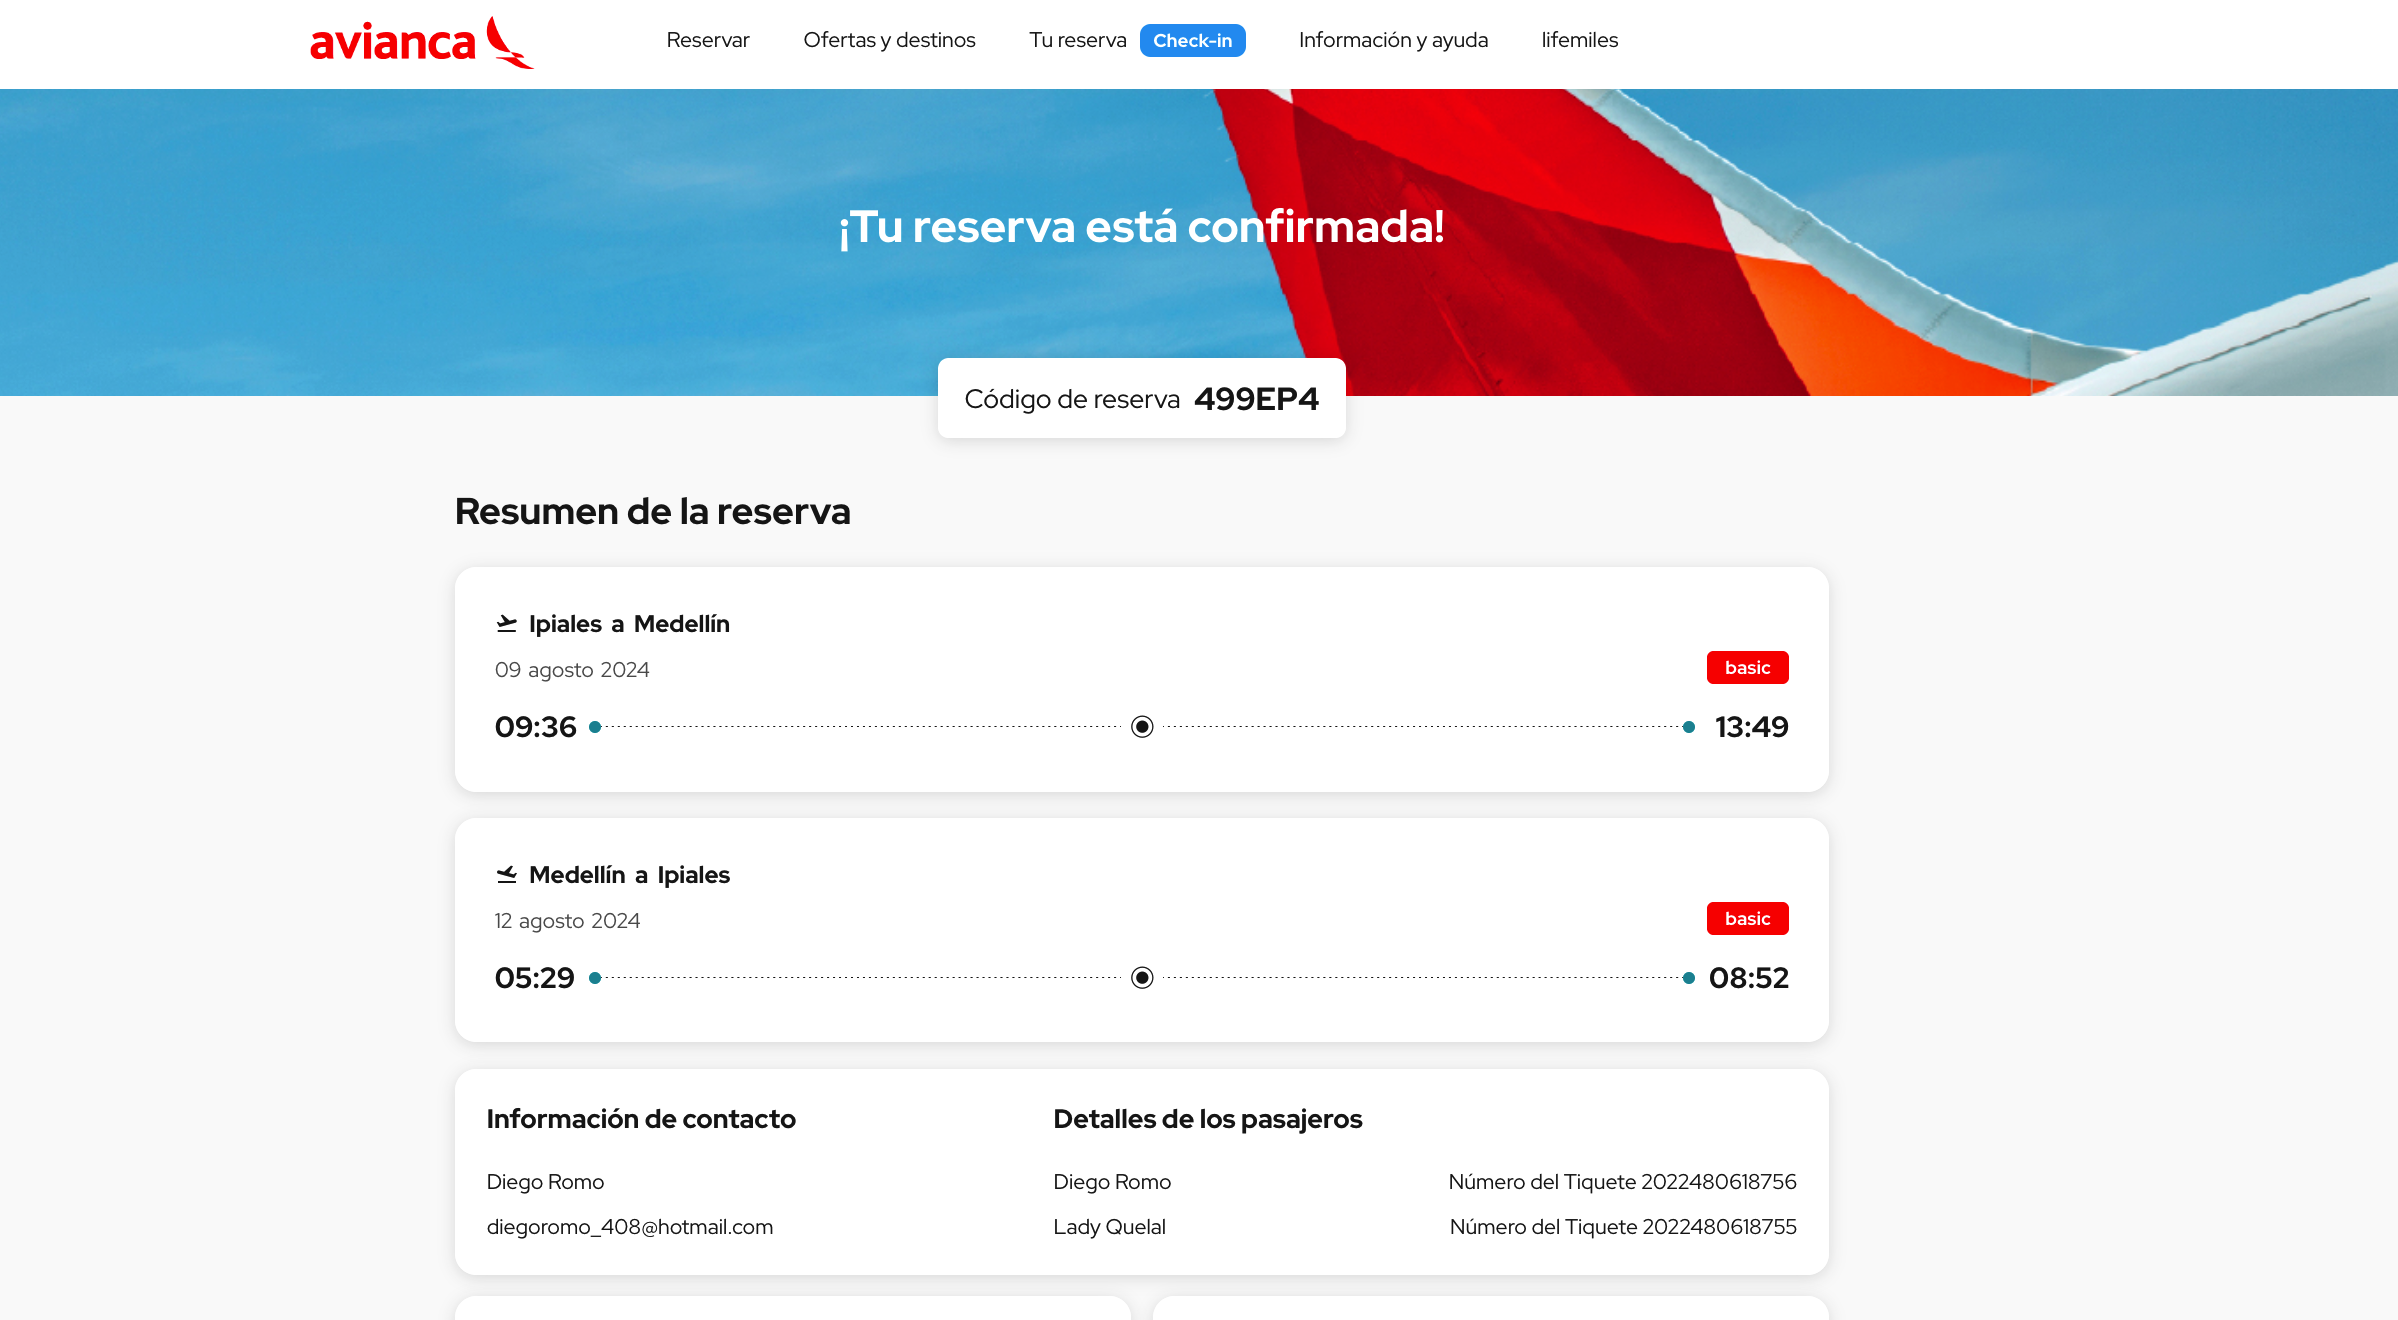 avianca
Reservar
Ofertas y destinos
Tu reserva
Check-in
Información y ayuda
lifemiles
¡Tu reserva está confirmada!
Código de reserva 499EP4
Resumen de la reserva
Ipiales a Medellín
09 agosto 2024
basic
09:36
13:49
Medellín a Ipiales
12 agosto 2024
basic
05:29
08:52
Información de contacto
Detalles de los pasajeros
Diego Romo
Diego Romo
Número del Tiquete 2022480618756
diegoromo_408@hotmail.com
Lady Quelal
Número del Tiquete 2022480618755